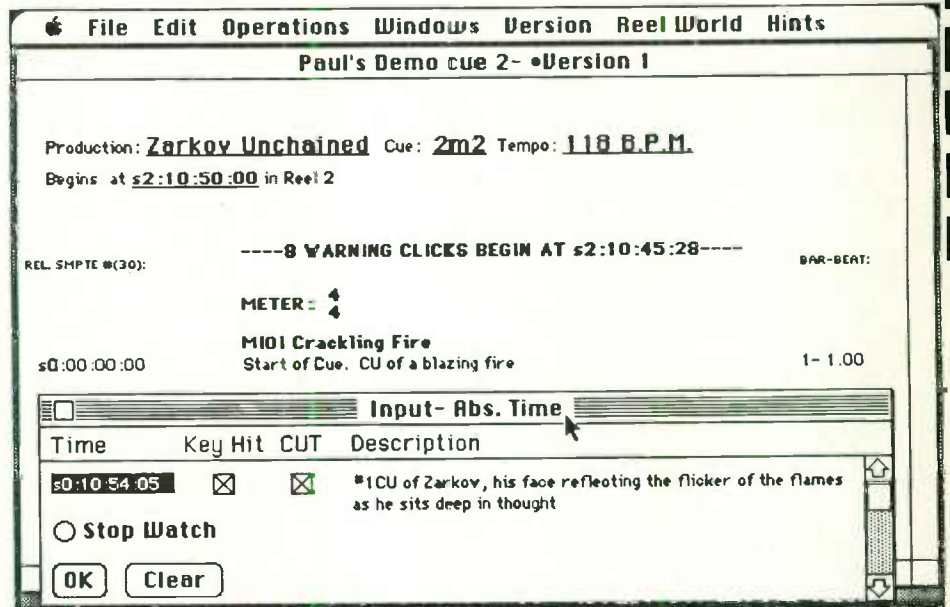 File Edit Operations Windows Version Reel World Hints
Paul's Demo cue 2- •Version 1
Production: Zarkov Unchained Cue: 2m2 Tempo: 118 B.P.M.
Begins at s2:10:50:00 in Reel 2
----8 WARNING CLICKS BEGIN AT s2:10:45:28----
REL. SMPTE #(30):
BAR-BEAT:
METER= 4
4
MIDI Crackling Fire
s0:00:00:00 Start of Cue. CU of a blazing fire 1- 1.00
Input- Abs. Time
Time Key Hit CUT Description
s0:10:54:05 #1CU of Zarkov, his face reflecting the flicker of the flames
as he sits deep in thought
Stop Watch
OK Clear